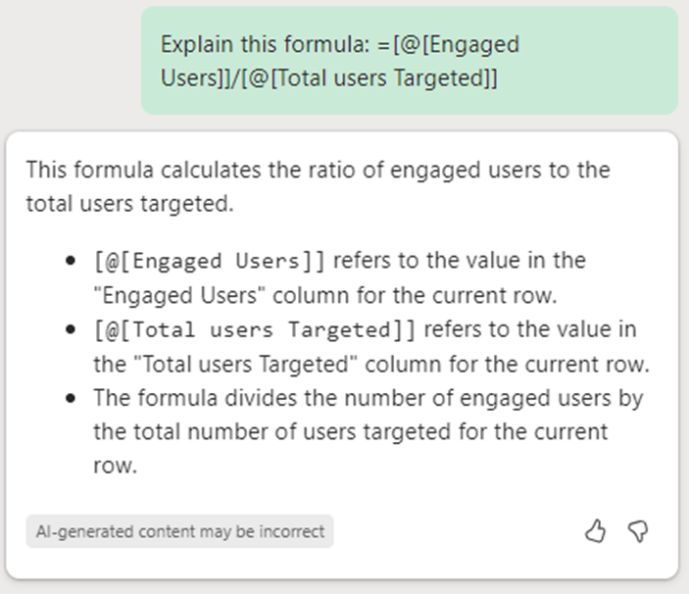 Explain this formula: =[@[Engaged
Users]]/[@[Total users Targeted]]
This formula calculates the ratio of engaged users to the
total users targeted.
• [@[Engaged Users]] refers to the value in the
"Engaged Users" column for the current row.
• [@[Total users Targeted]] refers to the value in
the "Total users Targeted" column for the current row.
• The formula divides the number of engaged users by
the total number of users targeted for the current
row.
AI-generated content may be incorrect